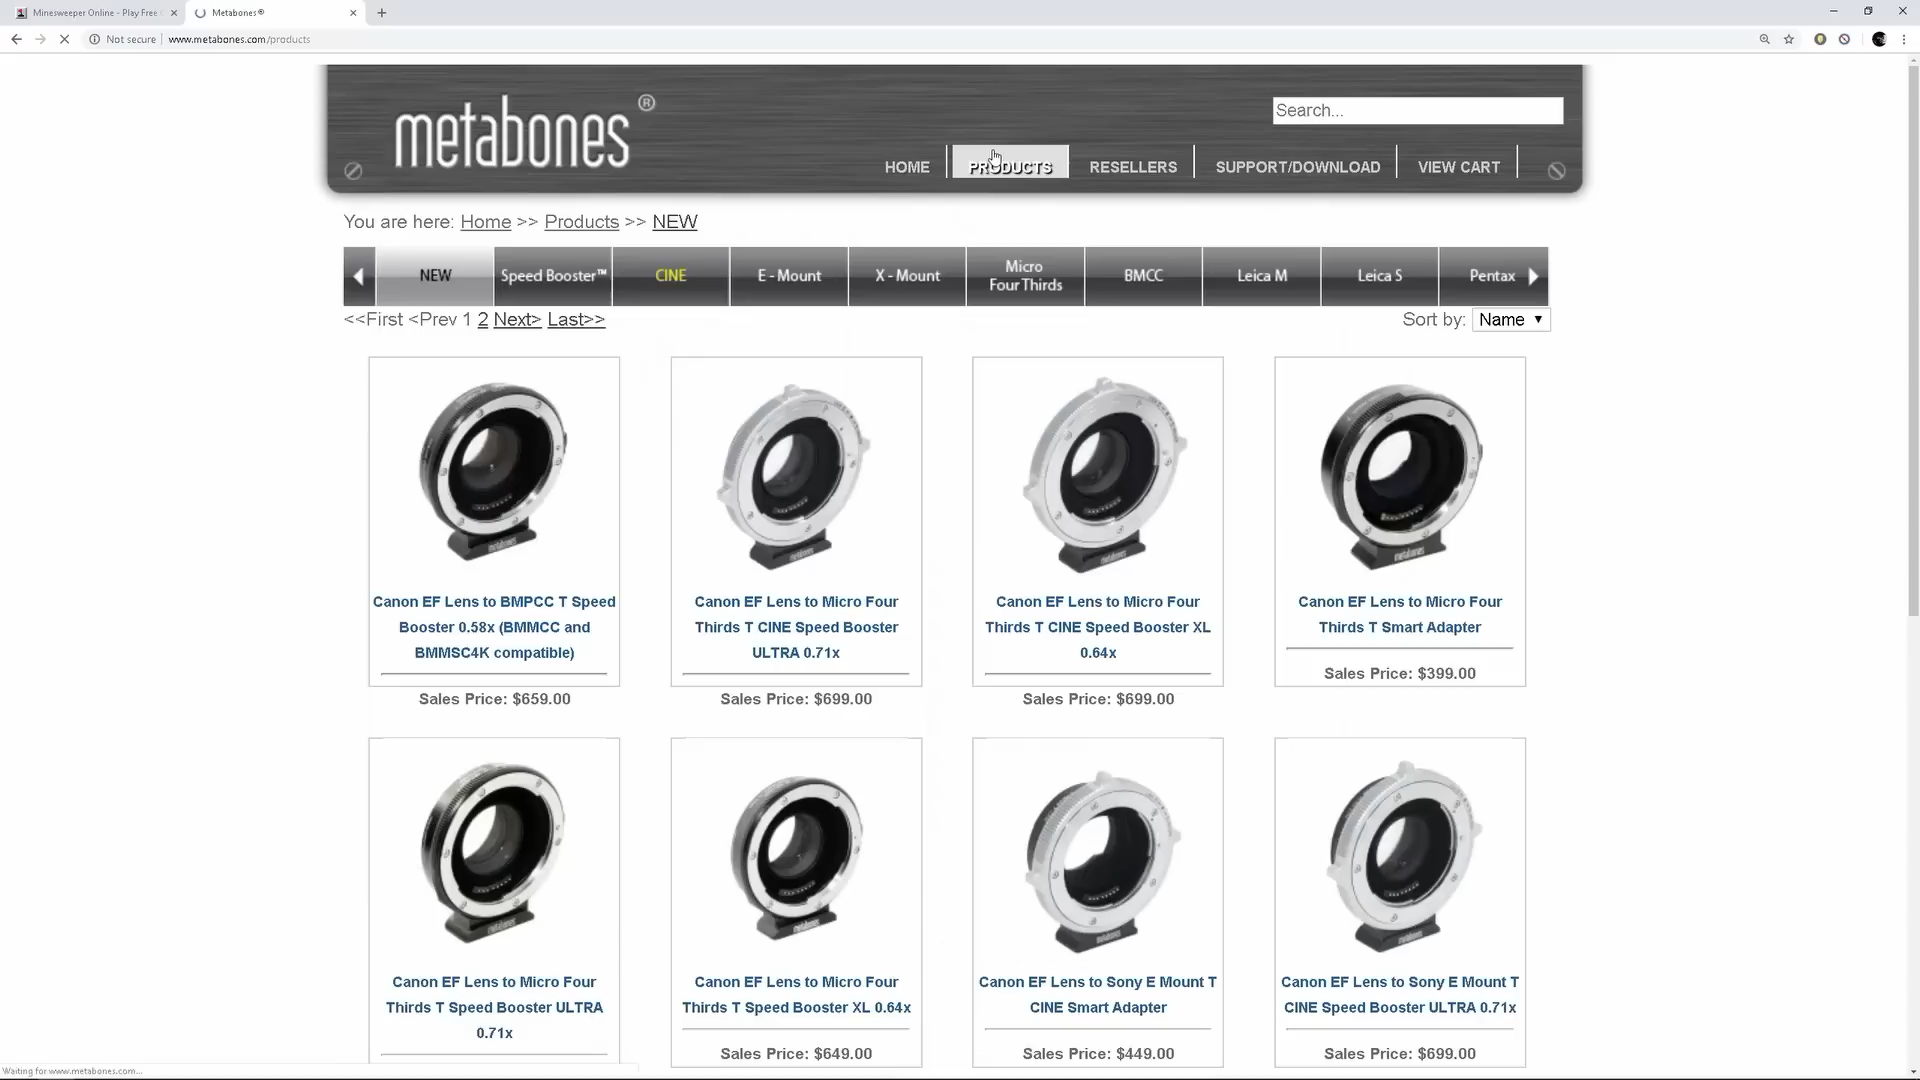 Minesweeper Online - Play Free
Metabones®
Not secure
www.metabones.com/products
metabones®
Search...
HOME
PRODUCTS
RESELLERS
SUPPORT/DOWNLOAD
VIEW CART
You are here: Home >> Products >> NEW
NEW
Speed Booster™
CINE
E - Mount
X - Mount
Micro
Four Thirds
BMCC
Leica M
Leica S
Pentax
<<First <Prev 1 2 Next> Last>>
Sort by: Name
Canon EF Lens to BMPCC T Speed
Booster 0.58x (BMMCC and
BMMSC4K compatible)
Sales Price: $659.00
Canon EF Lens to Micro Four
Thirds T CINE Speed Booster
ULTRA 0.71x
Sales Price: $699.00
Canon EF Lens to Micro Four
Thirds T CINE Speed Booster XL
0.64x
Sales Price: $699.00
Canon EF Lens to Micro Four
Thirds T Smart Adapter
Sales Price: $399.00
Canon EF Lens to Micro Four
Thirds T Speed Booster ULTRA
0.71x
Canon EF Lens to Micro Four
Thirds T Speed Booster XL 0.64x
Sales Price: $649.00
Canon EF Lens to Sony E Mount T
CINE Smart Adapter
Sales Price: $449.00
Canon EF Lens to Sony E Mount T
CINE Speed Booster ULTRA 0.71x
Sales Price: $699.00
Waiting for www.metabones.com...